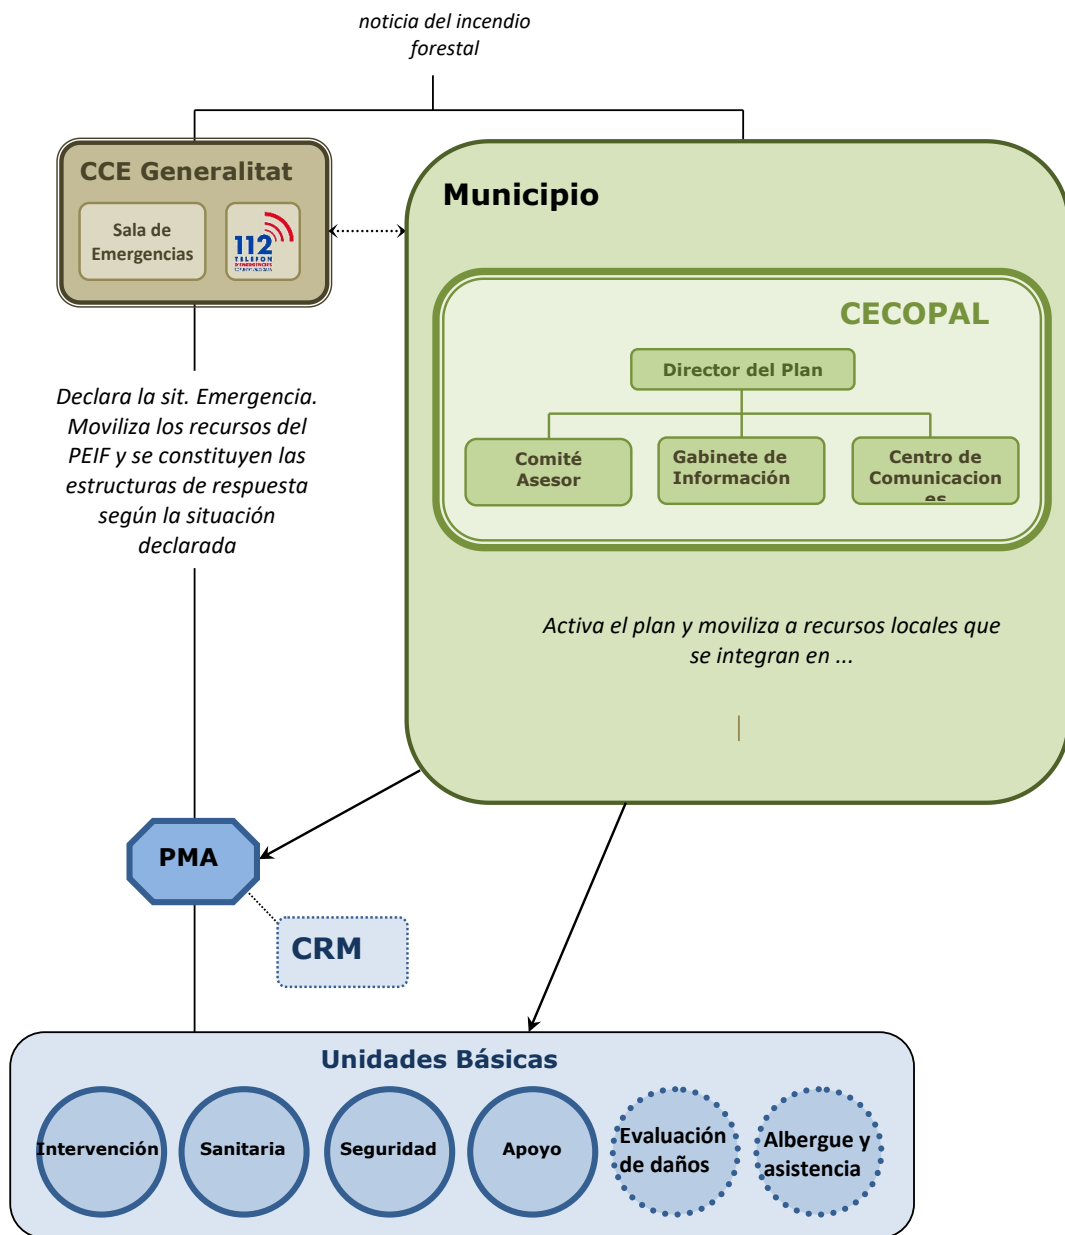 noticia del incendio
forestal
CCE Generalitat
Sala de
Emergencias
112
TELÈFON
D'EMERGÈNCIES
Municipio
CECOPAL
Director del Plan
Comité
Asesor
Gabinete de
Información
Centro de
Comunicacion
es
Declara la sit. Emergencia.
Moviliza los recursos del
PEIF y se constituyen las
estructuras de respuesta
según la situación
declarada
Activa el plan y moviliza a recursos locales que
se integran en ...
PMA
CRM
Unidades Básicas
Intervención
Sanitaria
Seguridad
Apoyo
Evaluación
de daños
Albergue y
asistencia